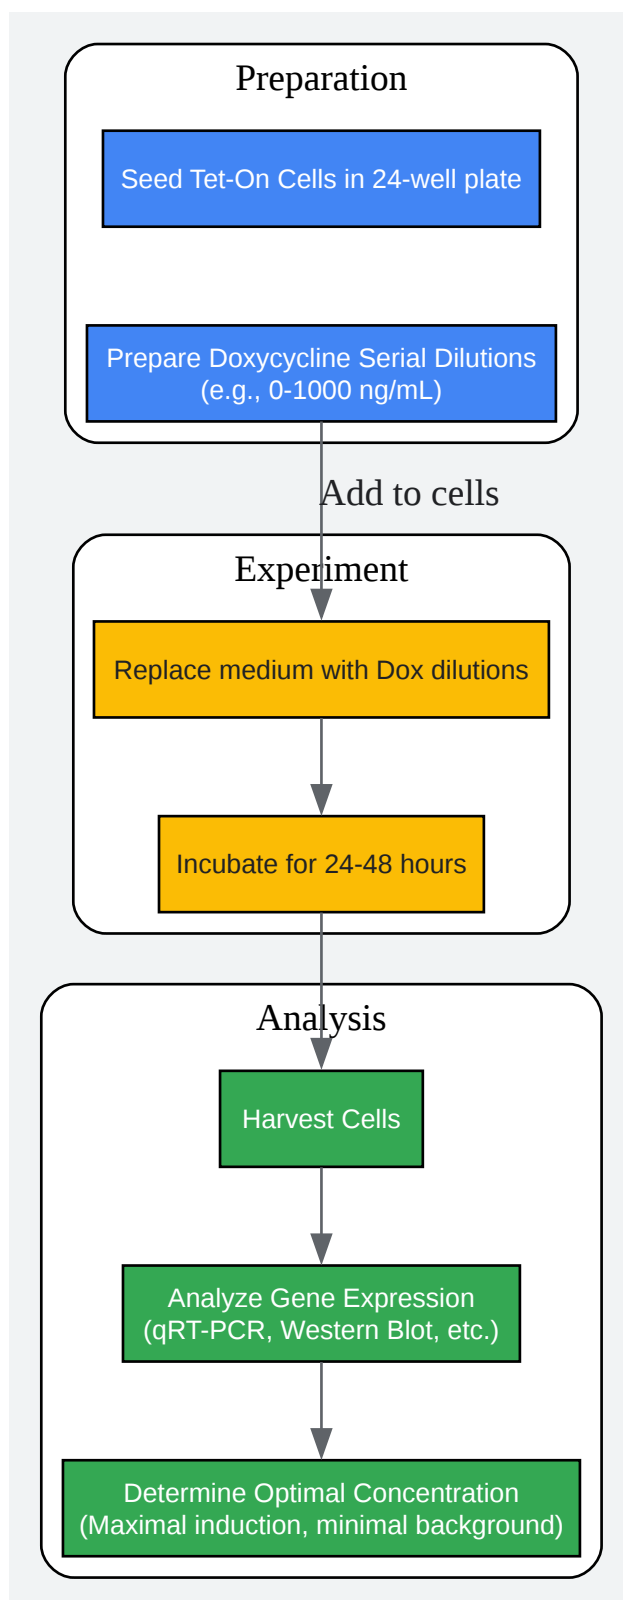 Preparation
Seed Tet-On Cells in 24-well plate
Prepare Doxycycline Serial Dilutions
(e.g., 0-1000 ng/mL)
Add to cells
Experiment
Replace medium with Dox dilutions
Incubate for 24-48 hours
Analysis
Harvest Cells
Analyze Gene Expression
(qRT-PCR, Western Blot, etc.)
Determine Optimal Concentration
(Maximal induction, minimal background)